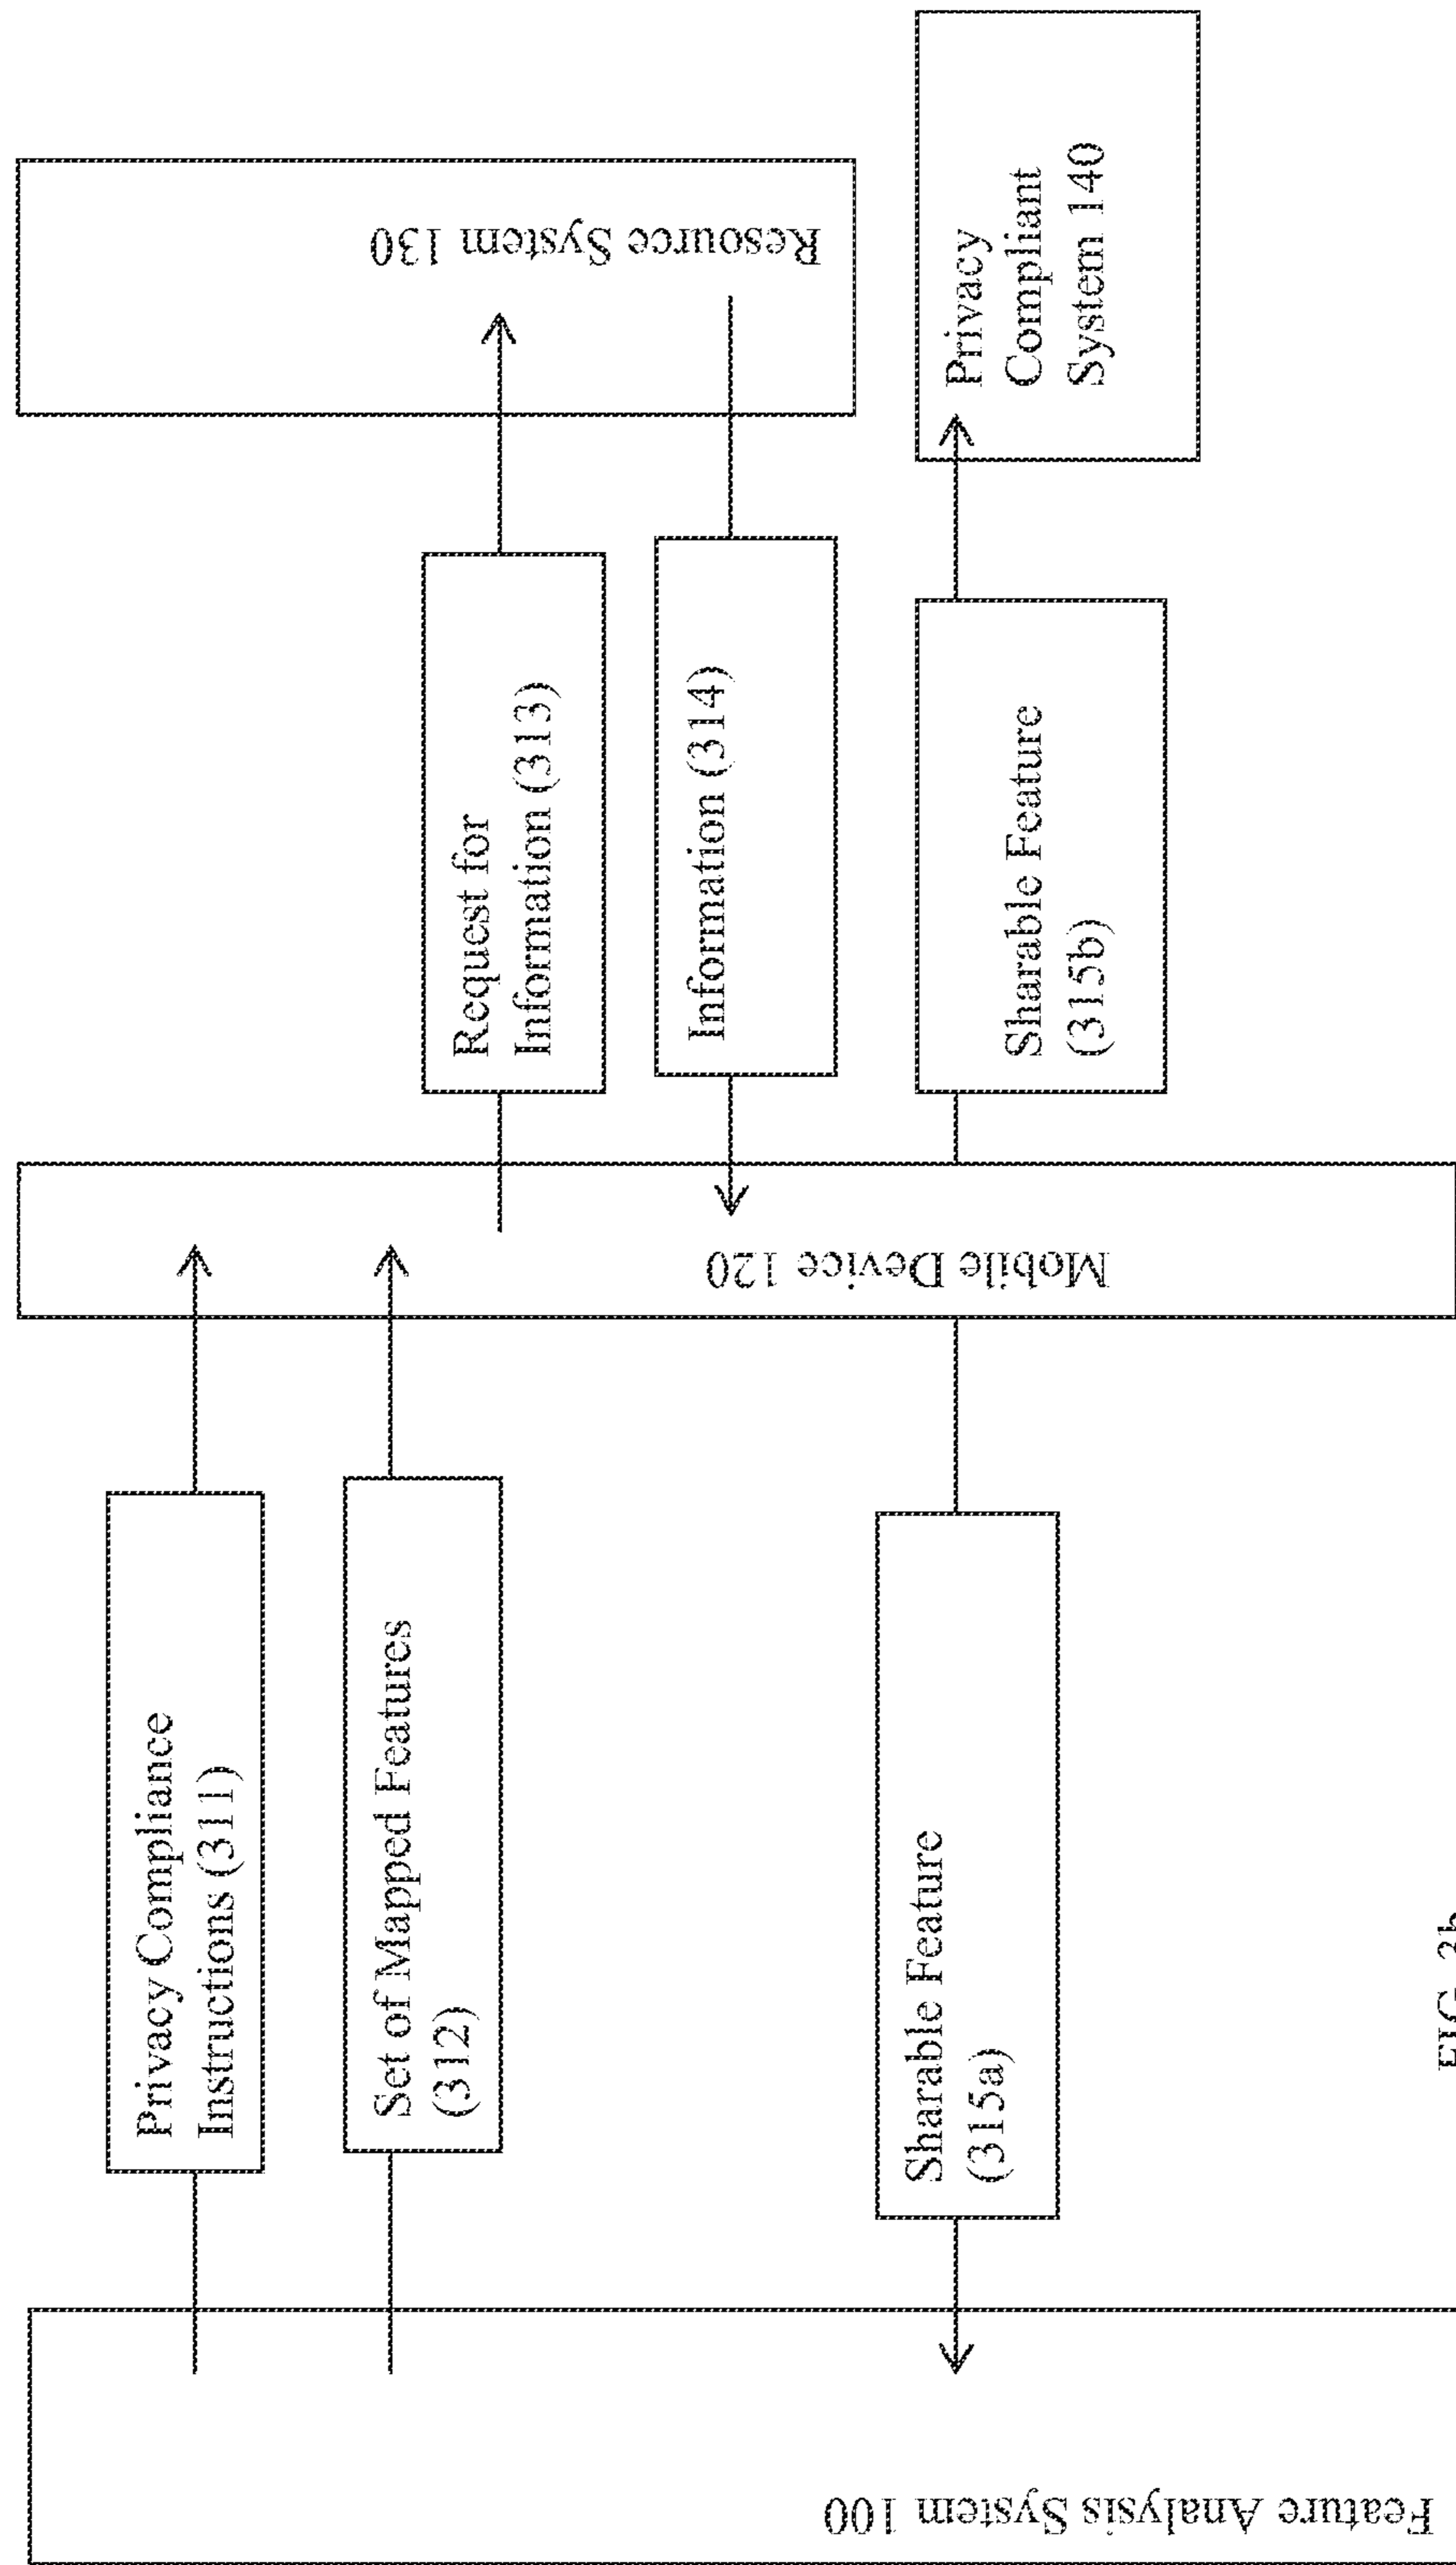 Feature Analysis System 100
Privacy Compliance
Instructions (311)
Set of Mapped Features
(312)
Sharable Feature
(315a)
Mobile Device 120
Request for
Information (313)
Information (314)
Sharable Feature
(315b)
Resource System 130
Privacy
Compliant
System 140
FIG. 3b